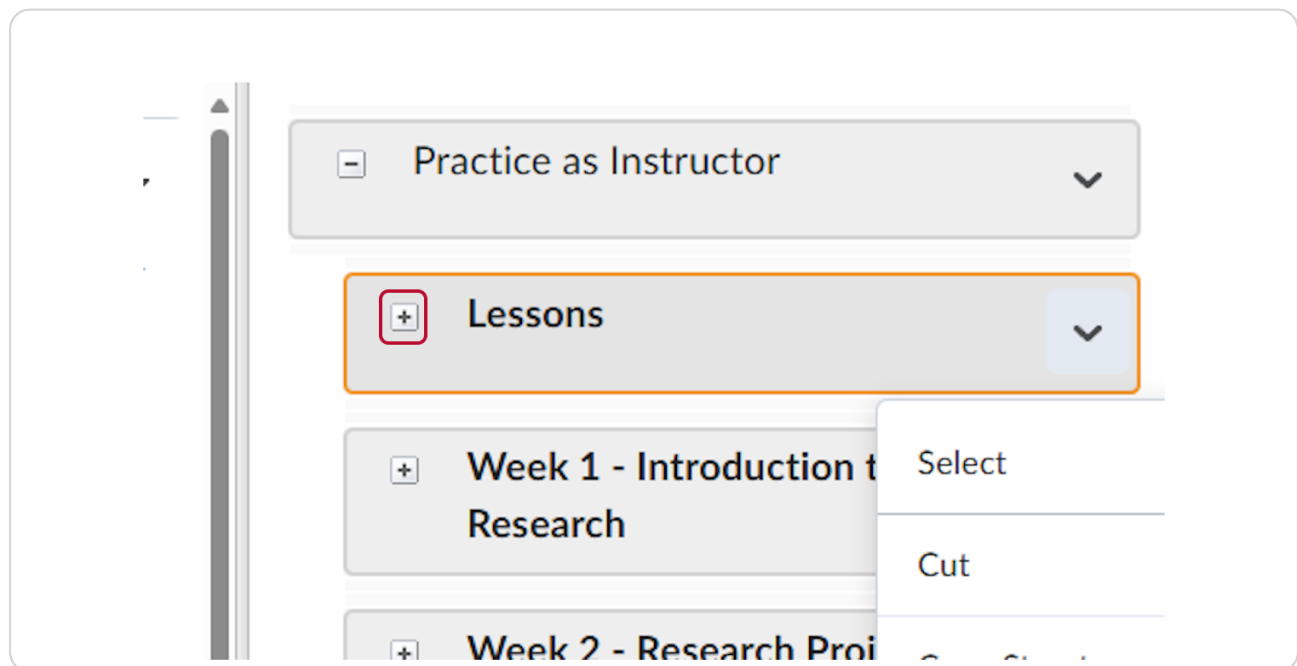 Practice as Instructor
Lessons
Week 1 - Introduction t
Research
Select
Cut
Week 2 - Research Proj